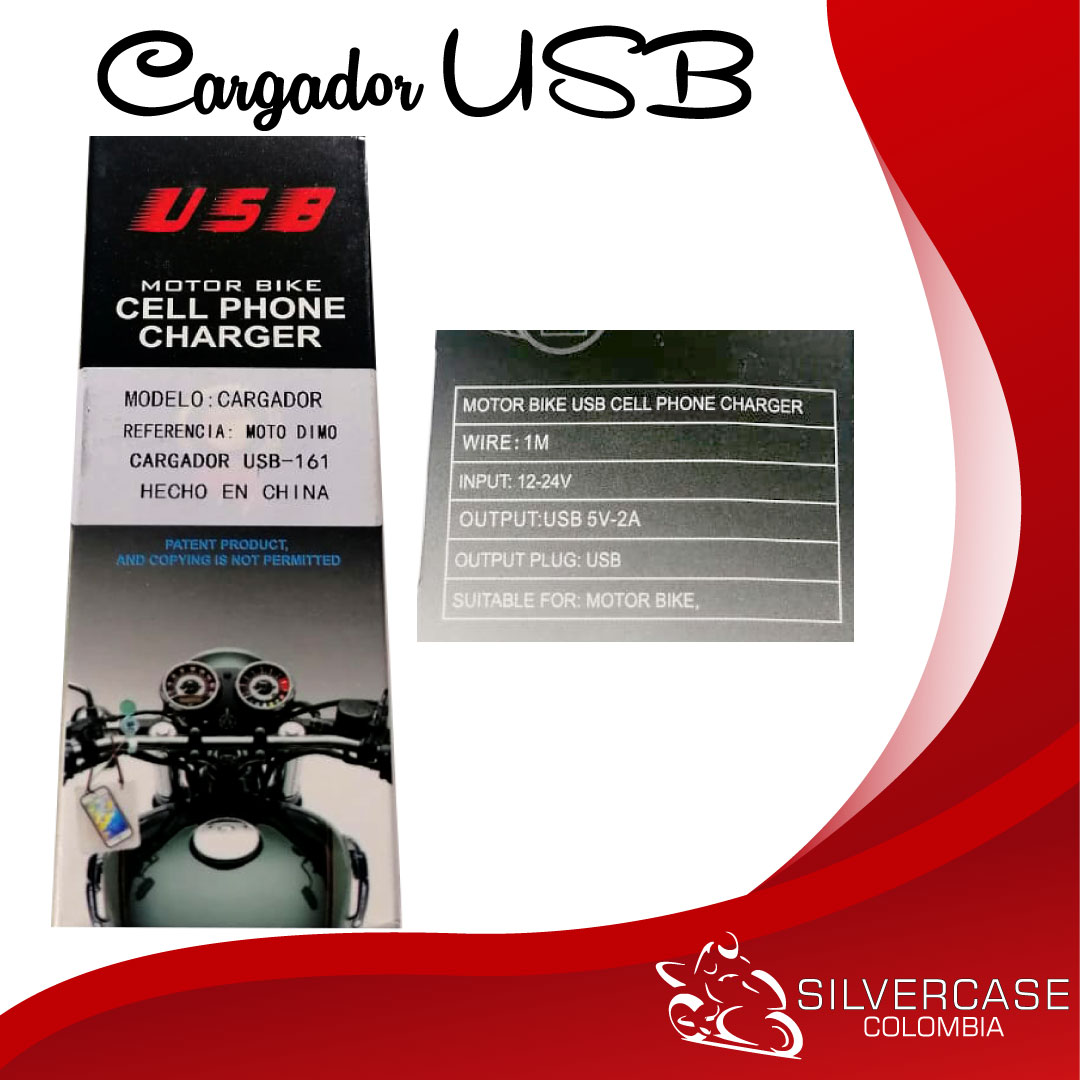 Cargador USB
USB
MOTOR BIKE
CELL PHONE
CHARGER
MODELO: CARGADOR
REFERENCIA: MOTO DIMO
CARGADOR USB-161
HECHO EN CHINA
PATENT PRODUCT,
AND COPYING IS NOT PERMITTED
MOTOR BIKE USB CELL PHONE CHARGER
WIRE: 1M
INPUT: 12-24V
OUTPUT:USB 5V-2A
OUTPUT PLUG: USB
SUITABLE FOR: MOTOR BIKE,
SILVERCASE
COLOMBIA